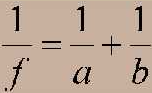 1/f = 1/a + 1/b